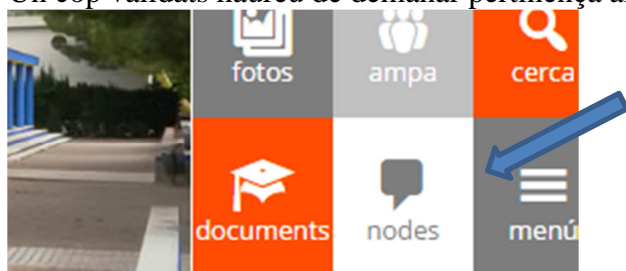 Un cop validats haureu de demanar pertinença a
fotos
ampa
cerca
documents
nodes
menú